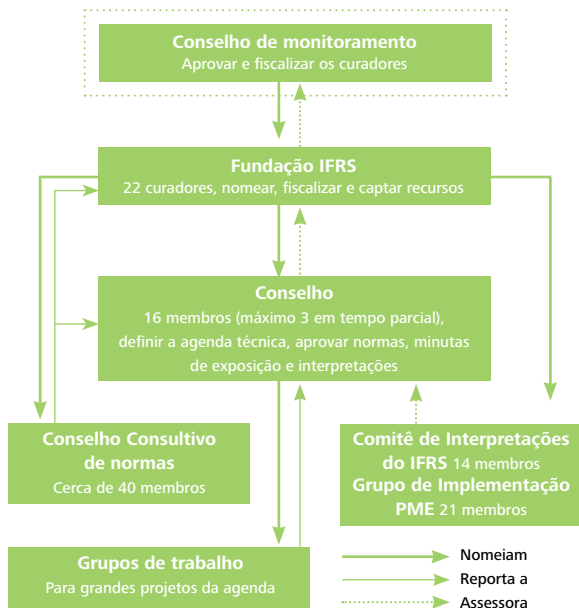 Conselho de monitoramento
Aprovar e fiscalizar os curadores
Fundação IFRS
22 curadores, nomear, fiscalizar e captar recursos
Conselho
16 membros (máximo 3 em tempo parcial),
definir a agenda técnica, aprovar normas, minutas
de exposição e interpretações
Conselho Consultivo
de normas
Cerca de 40 membros
Comitê de Interpretações
do IFRS 14 membros
Grupo de Implementação
PME 21 membros
Grupos de trabalho
Para grandes projetos da agenda
Nomeiam
Reporta a
Assessora